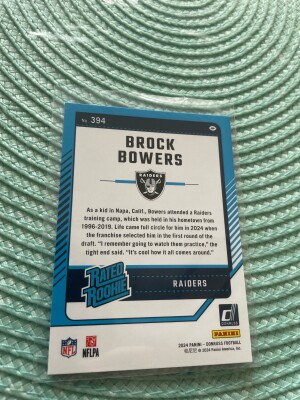 No. 394
BROCK
BOWERS
RAIDERS
As a kid in Napa, Calif., Bowers attended a Raiders
training camp, which was held in his hometown from
1996-2019. Life came full circle for him in 2024 when
the franchise selected him in the first round of the
draft. "I remember going to watch them practice," the
tight end said. "It's cool how it all comes around."
RATED
ROOKIE
RAIDERS
DONRUSS
NFL
NFLPA
PANINI
2024 PANINI - DONRUSS FOOTBALL
© 2024 Panini America, Inc.